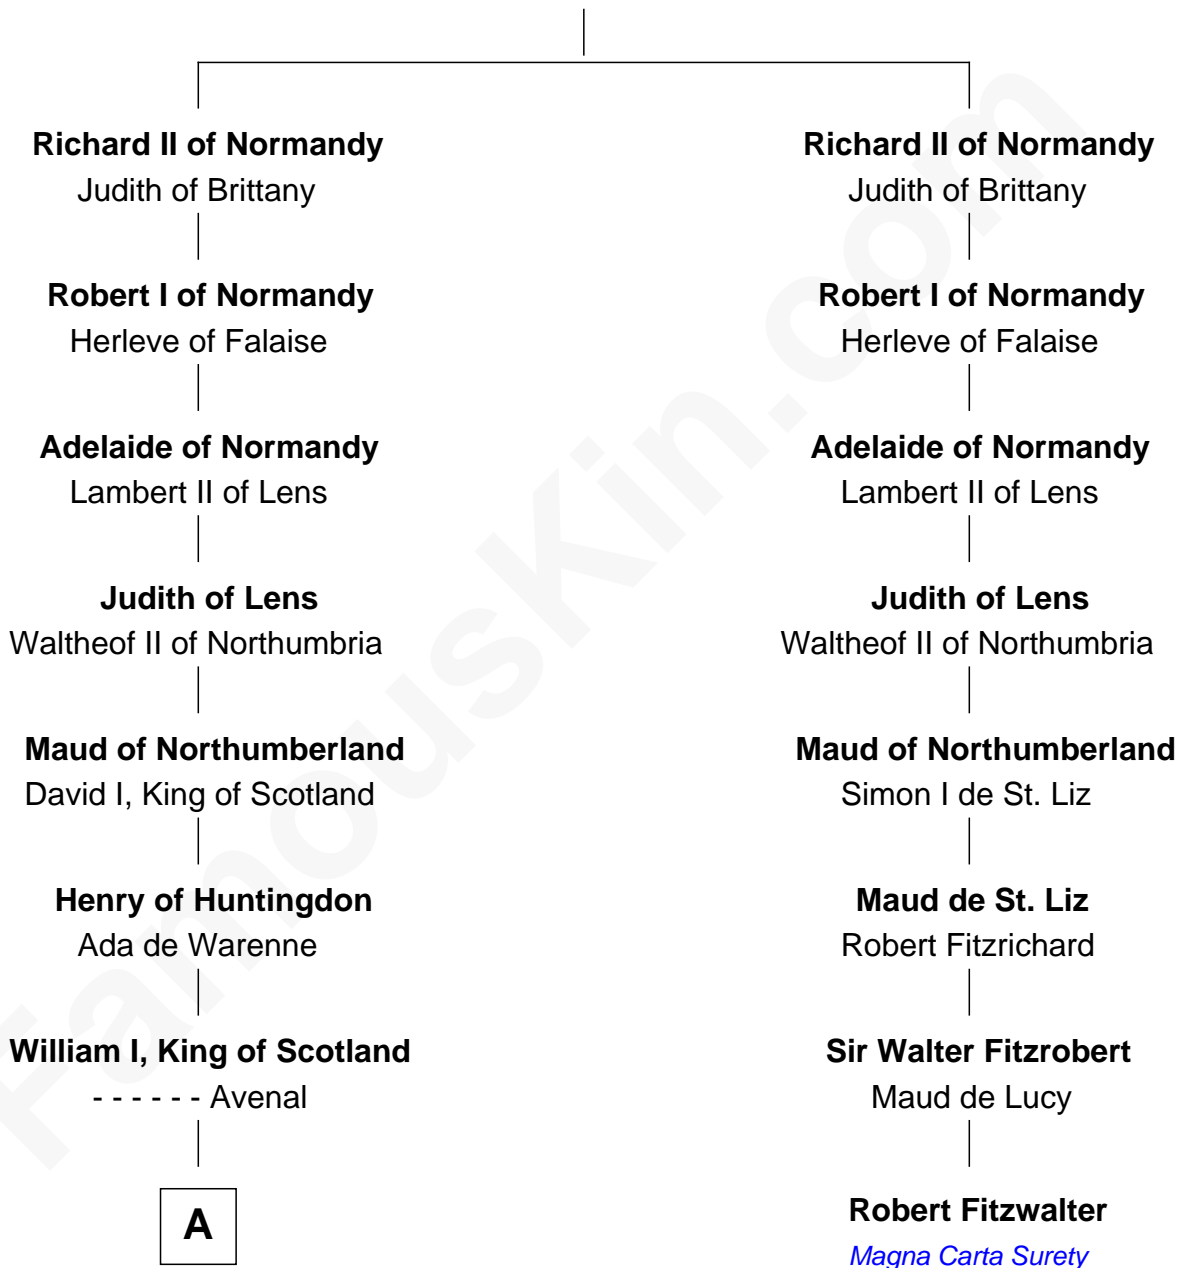 Richard II of Normandy
Judith of Brittany
Robert I of Normandy
Herleve of Falaise
Adelaide of Normandy
Lambert II of Lens
Judith of Lens
Waltheof II of Northumbria
Maud of Northumberland
David I, King of Scotland
Henry of Huntingdon
Ada de Warenne
William I, King of Scotland
- - - - - - Avenal
A
Richard II of Normandy
Judith of Brittany
Robert I of Normandy
Herleve of Falaise
Adelaide of Normandy
Lambert II of Lens
Judith of Lens
Waltheof II of Northumbria
Maud of Northumberland
Simon I de St. Liz
Maud de St. Liz
Robert Fitzrichard
Sir Walter Fitzrobert
Maud de Lucy
Robert Fitzwalter
Magna Carta Surety
FamousKin.com